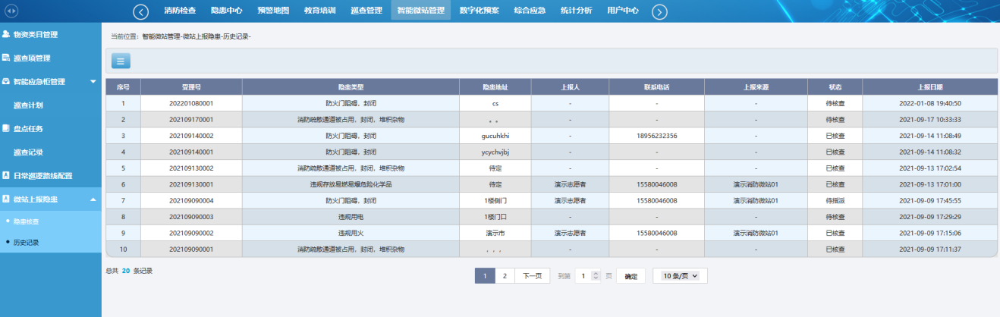 消防检查 隐患中心 预警地图 教育培训 巡查管理 智能微站管理 数字化预案 综合应急 统计分析 用户中心
物资类目管理
巡查项管理
智能应急柜管理
巡查计划
盘点任务
巡查记录
日常巡逻路线配置
微站上报隐患
隐患核查
历史记录
当前位置: 智能微站管理-微站上报隐患-历史记录-
序号 受理号 隐患类型 隐患地址 上报人 联系电话 上报来源 状态 上报日期
1 202201080001 防火门阻碍、封闭 cs - - - 待核查 2022-01-08 19:40:50
2 202109170001 消防疏散通道被占用、封闭、堆积杂物 。。 - - - 待核查 2021-09-17 10:33:33
3 202109140002 防火门阻碍、封闭 gucuhkhi - 18956232356 - 已核查 2021-09-14 11:08:49
4 202109140001 防火门阻碍、封闭 ycychvjbj - - - 已核查 2021-09-14 11:08:32
5 202109130002 消防疏散通道被占用、封闭、堆积杂物 待定 - - - 已核查 2021-09-13 17:02:54
6 202109130001 违规存放易燃易爆危险化学品 待定 演示志愿者 15580046008 演示消防微站01 已核查 2021-09-13 17:01:00
7 202109090004 防火门阻碍、封闭 1楼侧门 演示志愿者 15580046008 演示消防微站01 待指派 2021-09-09 17:45:55
8 202109090003 违规用电 1楼门口 - - - 待核查 2021-09-09 17:29:29
9 202109090002 违规用火 演示市 演示志愿者 15580046008 演示消防微站01 已核查 2021-09-09 17:15:06
10 202109090001 消防疏散通道被占用、封闭、堆积杂物 ，，， - - - 已核查 2021-09-09 17:11:37
总共 20 条记录
1 2 下一页 到第 1 页 确定 10 条/页